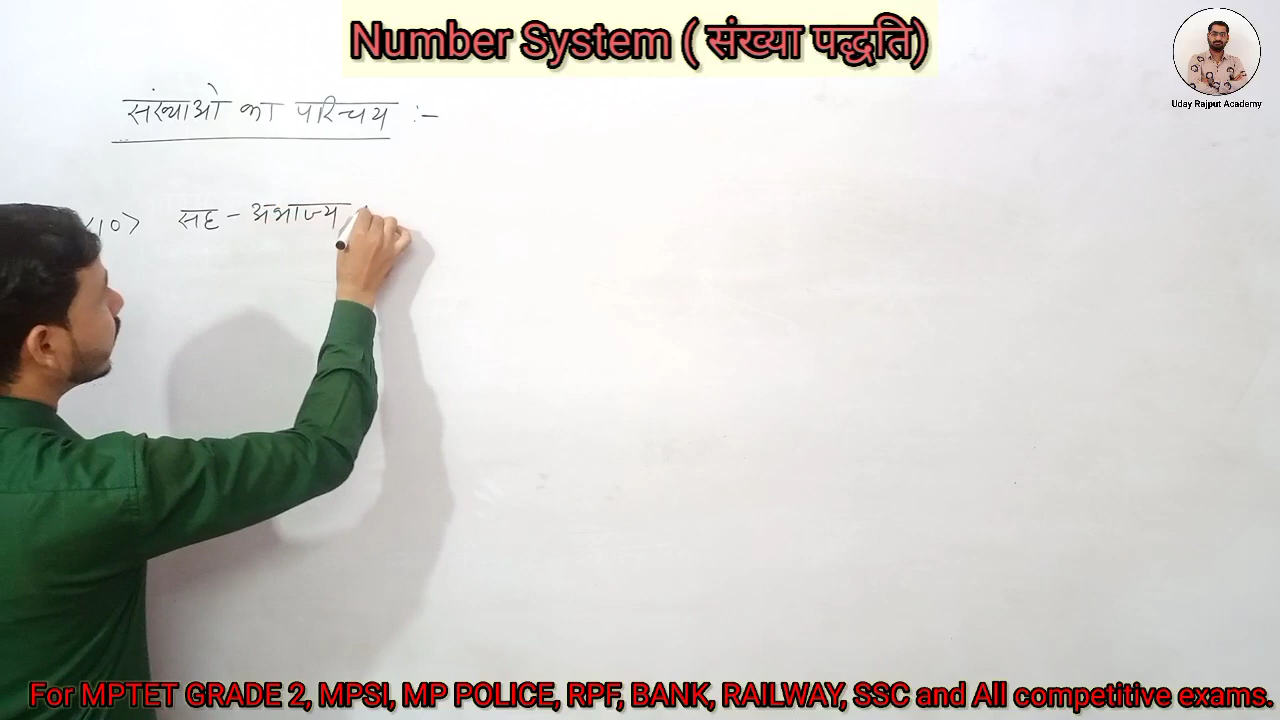 Number System ( संख्या पद्धति)
Uday Rajput Academy
संख्याओ का परिचय :-
<10> सह - अभाज्य
For MPTET GRADE 2, MPSI, MP POLICE, RPF, BANK, RAILWAY, SSC and All competitive exams.